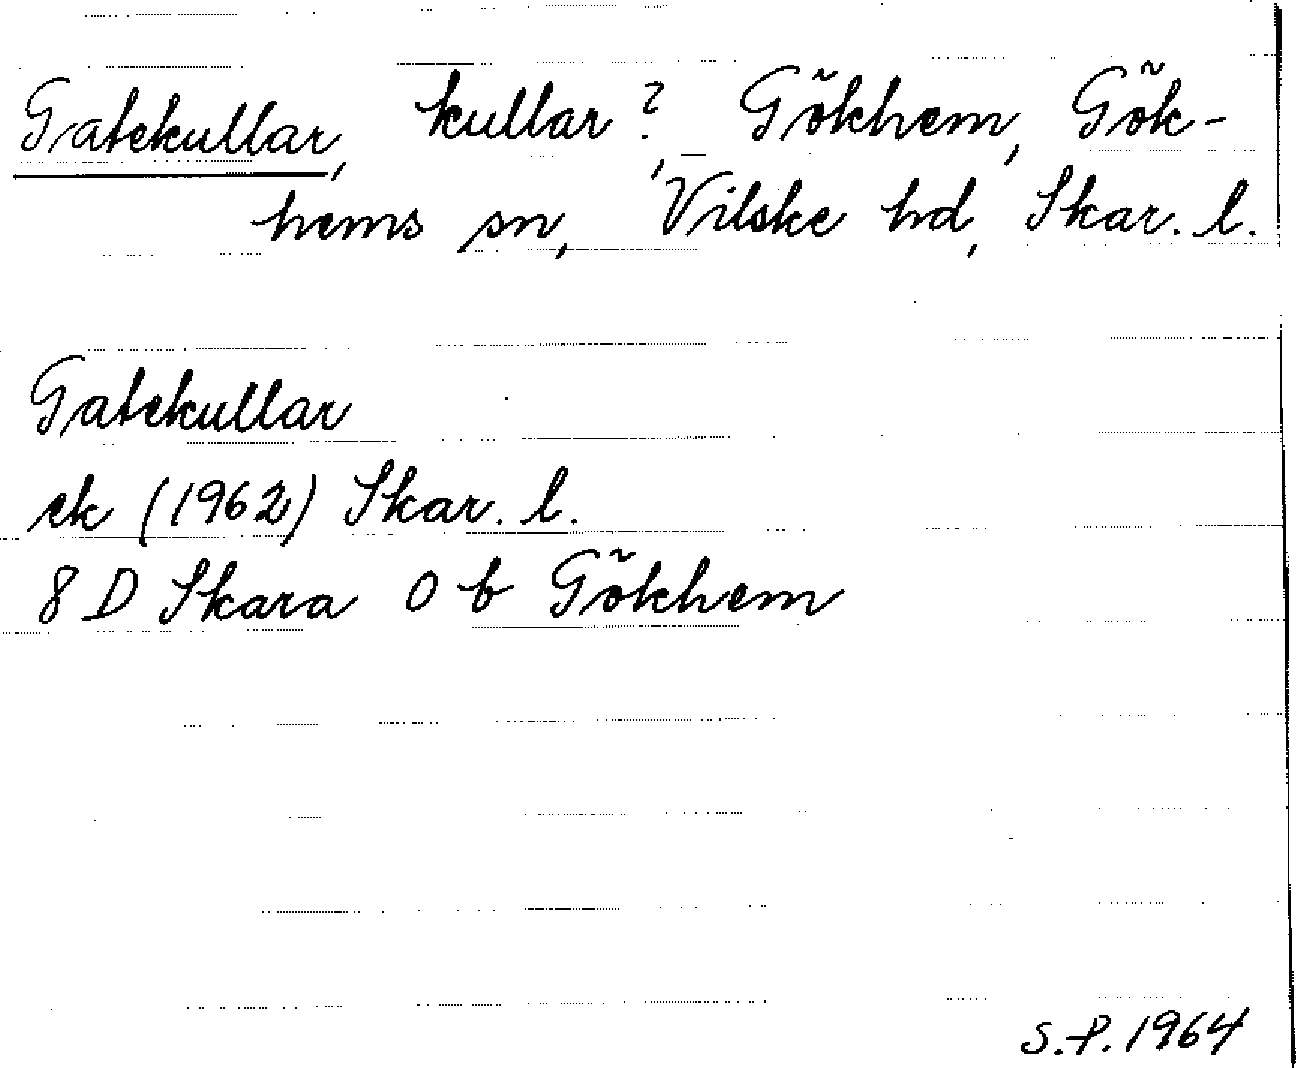 Gatekullar, kullar?, Gökhem, Gök-
hems sn, Vilske hd, Skar. l.
Gatekullar
ek (1962) Skar. l.
8 D Skara 0 b Gökhem
S.P. 1964